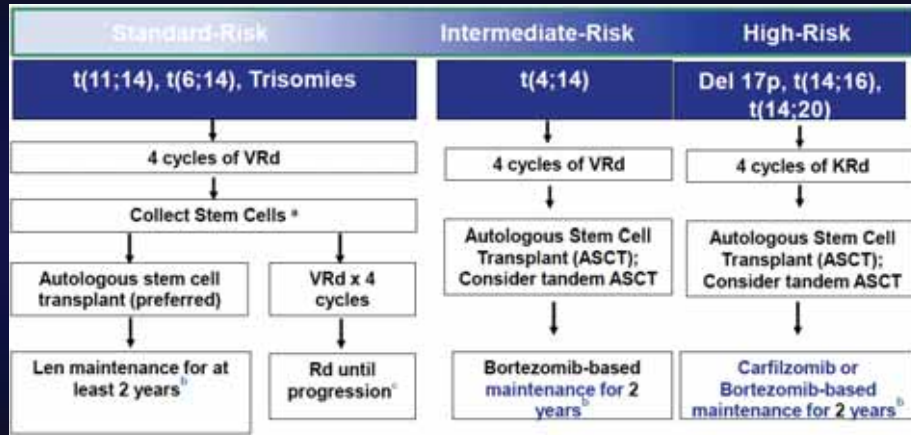 Standard-Risk
Intermediate-Risk
High-Risk
t(11;14), t(6;14), Trisomies
t(4;14)
Del 17p, t(14;16),
t(14;20)
4 cycles of VRd
4 cycles of VRd
4 cycles of KRd
Collect Stem Cells a
Autologous stem cell
transplant (preferred)
VRd x 4
cycles
Autologous Stem Cell
Transplant (ASCT);
Consider tandem ASCT
Autologous Stem Cell
Transplant (ASCT);
Consider tandem ASCT
Len maintenance for at
least 2 years b
Rd until
progression c
Bortezomib-based
maintenance for 2
years b
Carfilzomib or
Bortezomib-based
maintenance for 2 years b